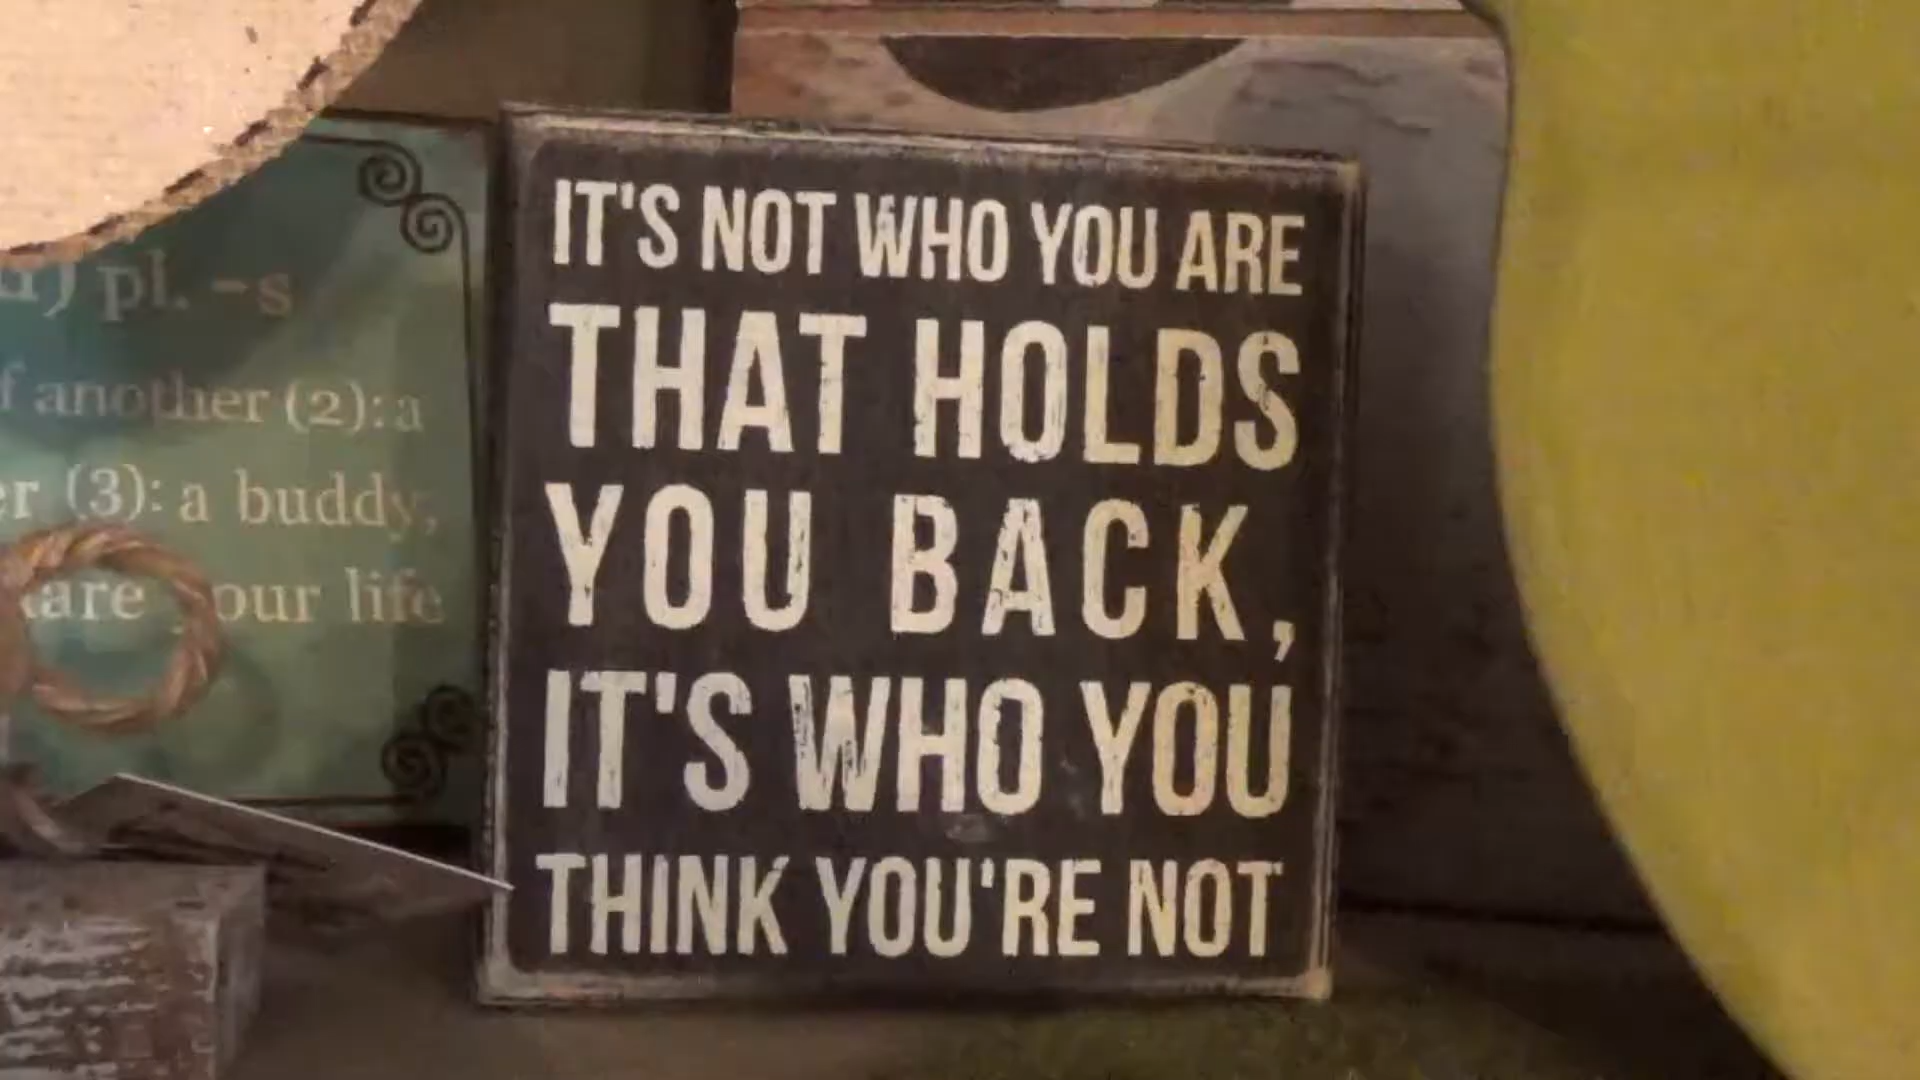 pl. -s
another (2): a
(3): a buddy,
your life
IT'S NOT WHO YOU ARE
THAT HOLDS
YOU BACK,
IT'S WHO YOU
THINK YOU'RE NOT